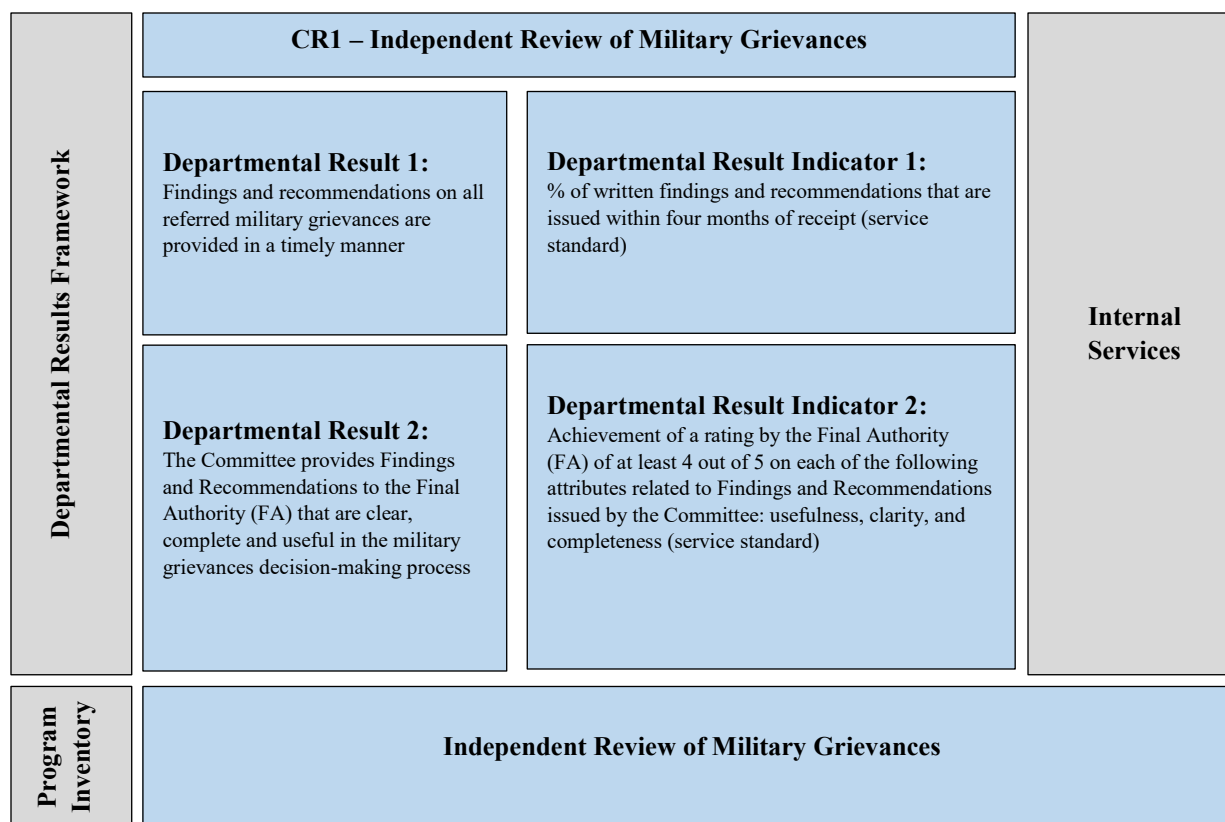 Departmental Results Framework
CR1 – Independent Review of Military Grievances
Departmental Result 1:
Findings and recommendations on all
referred military grievances are
provided in a timely manner
Departmental Result Indicator 1:
% of written findings and recommendations that are
issued within four months of receipt (service
standard)
Departmental Result 2:
The Committee provides Findings
and Recommendations to the Final
Authority (FA) that are clear,
complete and useful in the military
grievances decision-making process
Departmental Result Indicator 2:
Achievement of a rating by the Final Authority
(FA) of at least 4 out of 5 on each of the following
attributes related to Findings and Recommendations
issued by the Committee: usefulness, clarity, and
completeness (service standard)
Internal
Services
Program
Inventory
Independent Review of Military Grievances